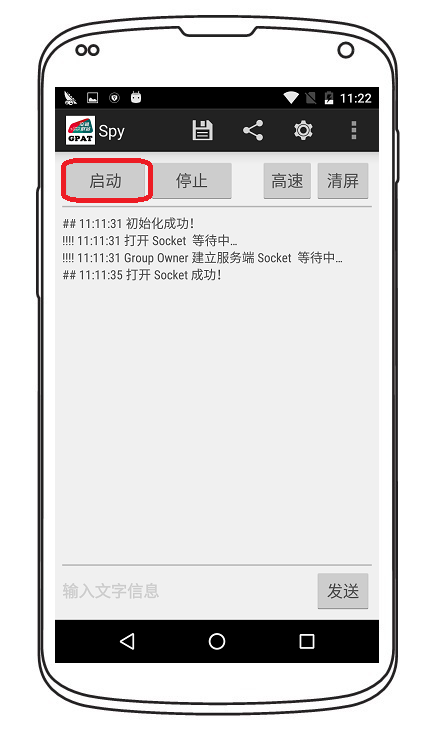 11:22
GPAT
Spy
启动 停止 高速 清屏
## 11:11:31 初始化成功!
!!!! 11:11:31 打开 Socket 等待中...
!!!! 11:11:31 Group Owner 建立服务端 Socket 等待中...
## 11:11:35 打开 Socket 成功!
输入文字信息 发送